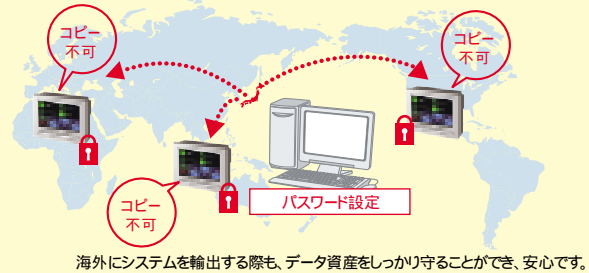 コピー
不可
コピー
不可
コピー
不可
パスワード設定
海外にシステムを輸出する際も、データ資産をしっかり守ることができ、安心です。